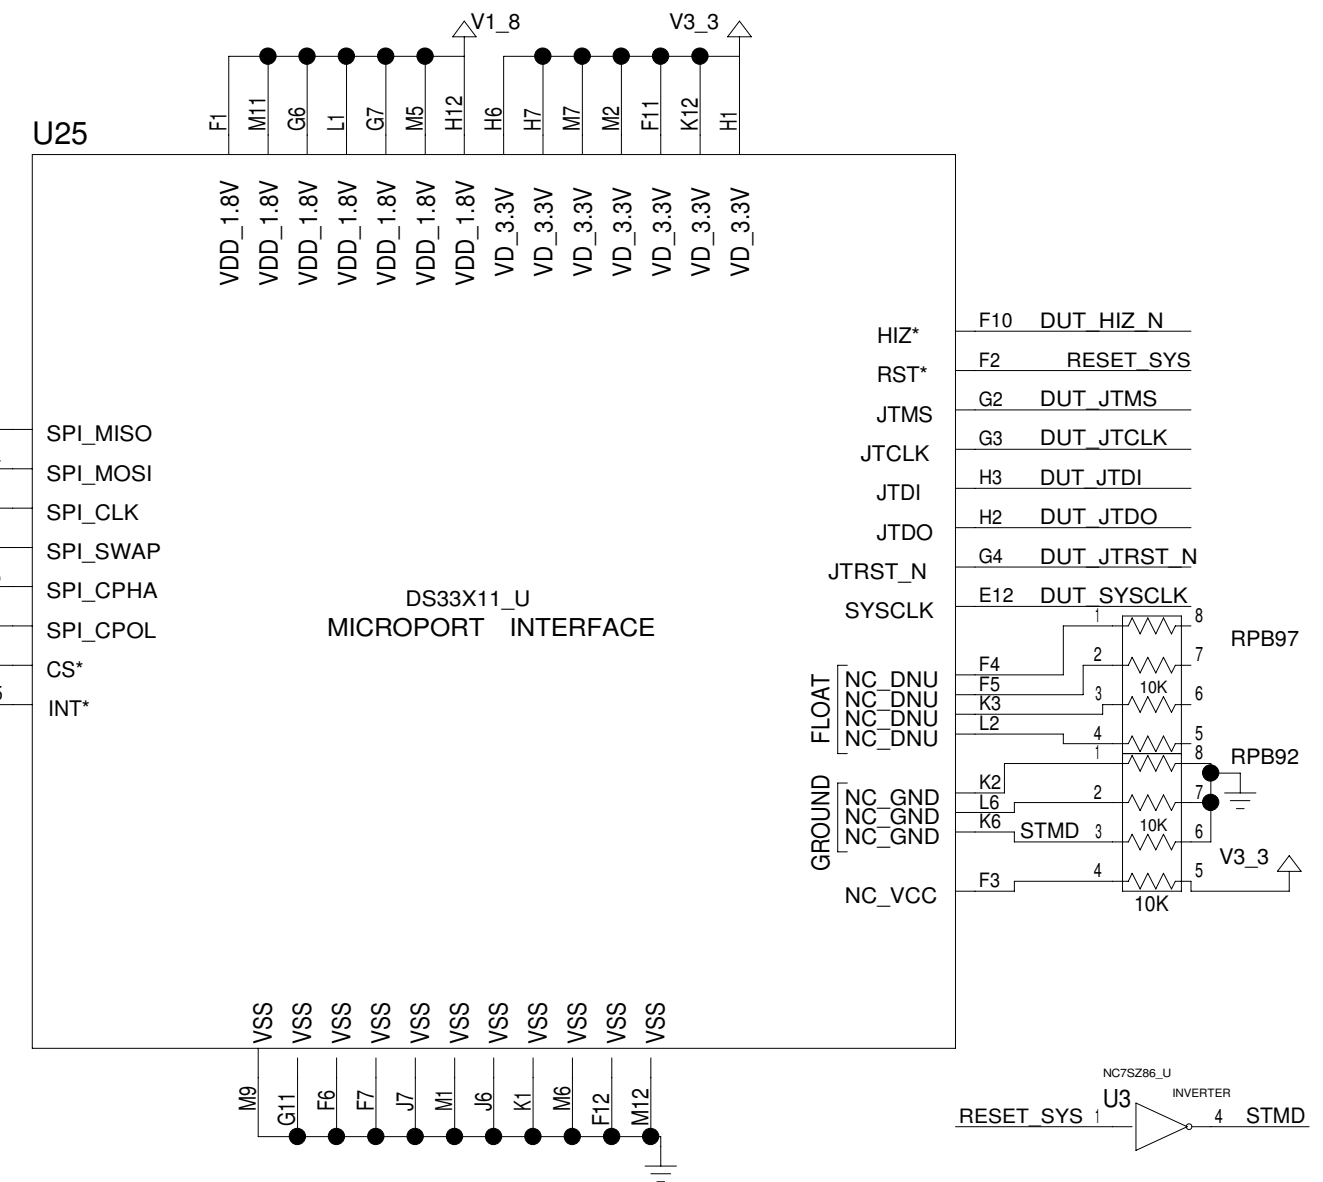 V1_8
V3_3
F1
M11
G6
L1
G7
M5
H12
H6
H7
M7
M2
F11
K12
H1
U25
VDD_1.8V
VDD_1.8V
VDD_1.8V
VDD_1.8V
VDD_1.8V
VDD_1.8V
VDD_1.8V
VD_3.3V
VD_3.3V
VD_3.3V
VD_3.3V
VD_3.3V
VD_3.3V
VD_3.3V
HIZ* F10 DUT_HIZ_N
RST* F2 RESET_SYS
JTMS G2 DUT_JTMS
JTCLK G3 DUT_JTCLK
JTDI H3 DUT_JTDI
JTDO H2 DUT_JTDO
JTRST_N G4 DUT_JTRST_N
SYSCLK E12 DUT_SYSCLK
SPI_MISO
SPI_MOSI
SPI_CLK
SPI_SWAP
SPI_CPHA
SPI_CPOL
CS*
INT*
DS33X11_U
MICROPORT INTERFACE
FLOAT
NC_DNU F4 1 8
NC_DNU F5 2 7
NC_DNU K3 3 6
NC_DNU L2 4 5
10K
RPB97
GROUND
NC_GND K2 1 8
NC_GND L6 2 7
NC_GND K6 STMD 3 6
10K
RPB92
NC_VCC F3 4 5
V3_3
10K
VSS
VSS
VSS
VSS
VSS
VSS
VSS
VSS
VSS
VSS
VSS
M9
G11
F6
F7
J7
M1
J6
K1
M6
F12
M12
NC7SZ86_U
U3 INVERTER
RESET_SYS 1 4 STMD